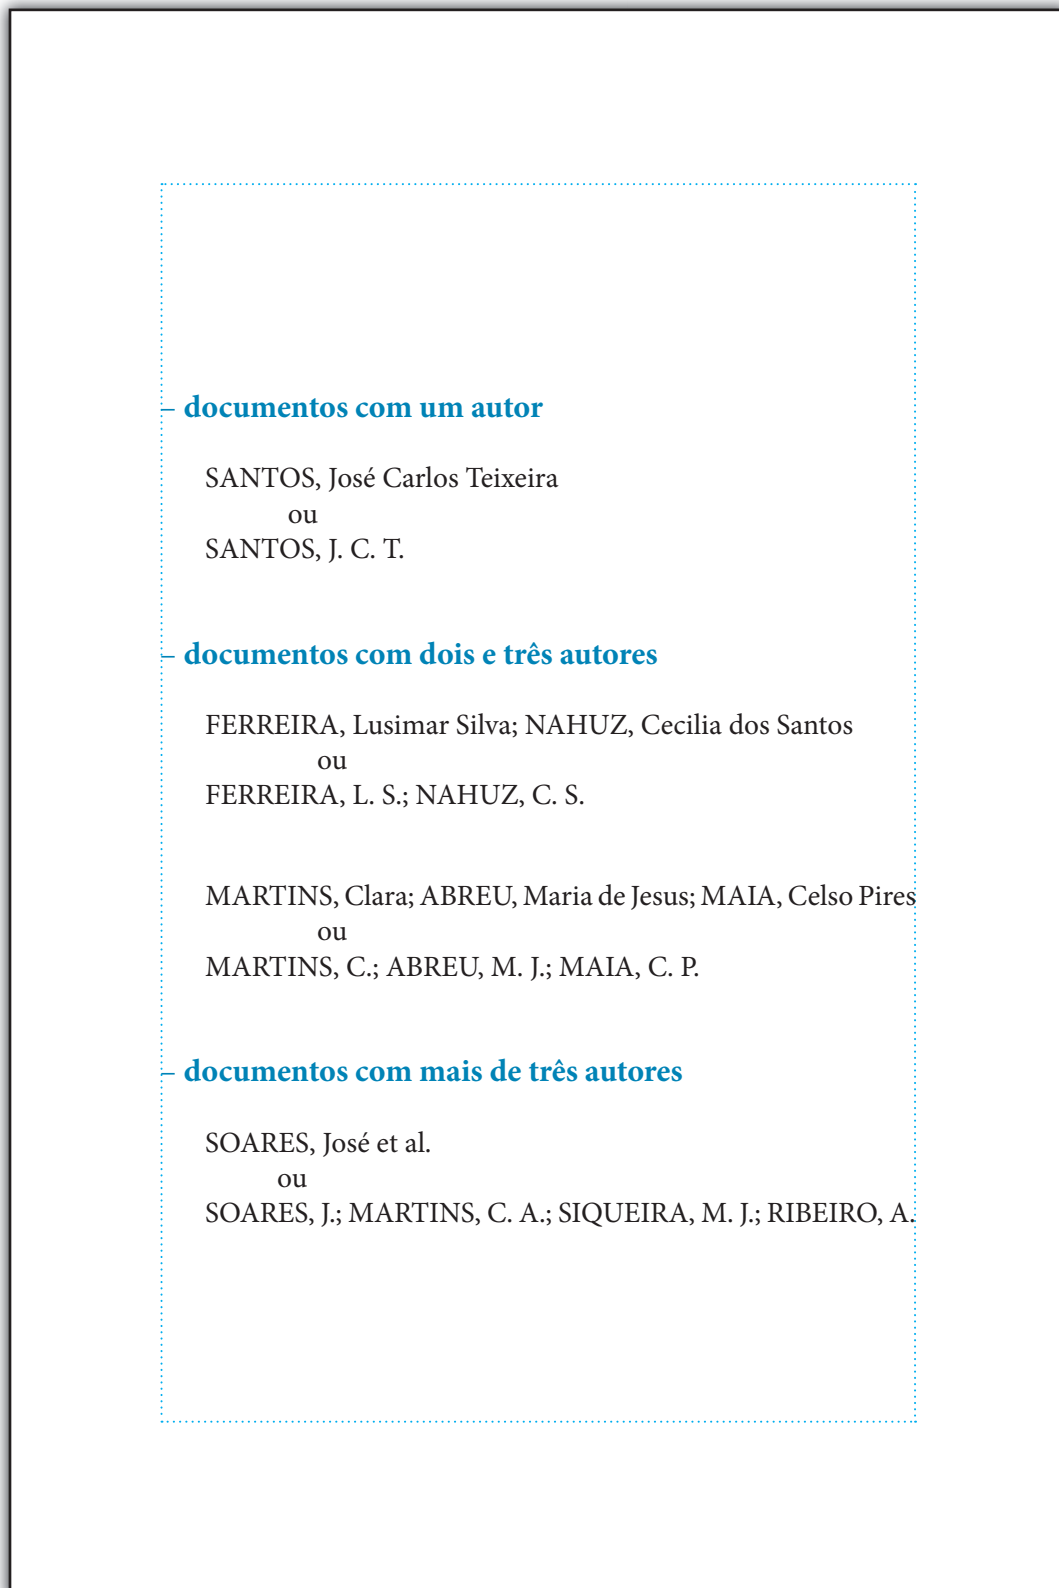 – documentos com um autor
SANTOS, José Carlos Teixeira
ou
SANTOS, J. C. T.
– documentos com dois e três autores
FERREIRA, Lusimar Silva; NAHUZ, Cecilia dos Santos
ou
FERREIRA, L. S.; NAHUZ, C. S.
MARTINS, Clara; ABREU, Maria de Jesus; MAIA, Celso Pires
ou
MARTINS, C.; ABREU, M. J.; MAIA, C. P.
– documentos com mais de três autores
SOARES, José et al.
ou
SOARES, J.; MARTINS, C. A.; SIQUEIRA, M. J.; RIBEIRO, A.